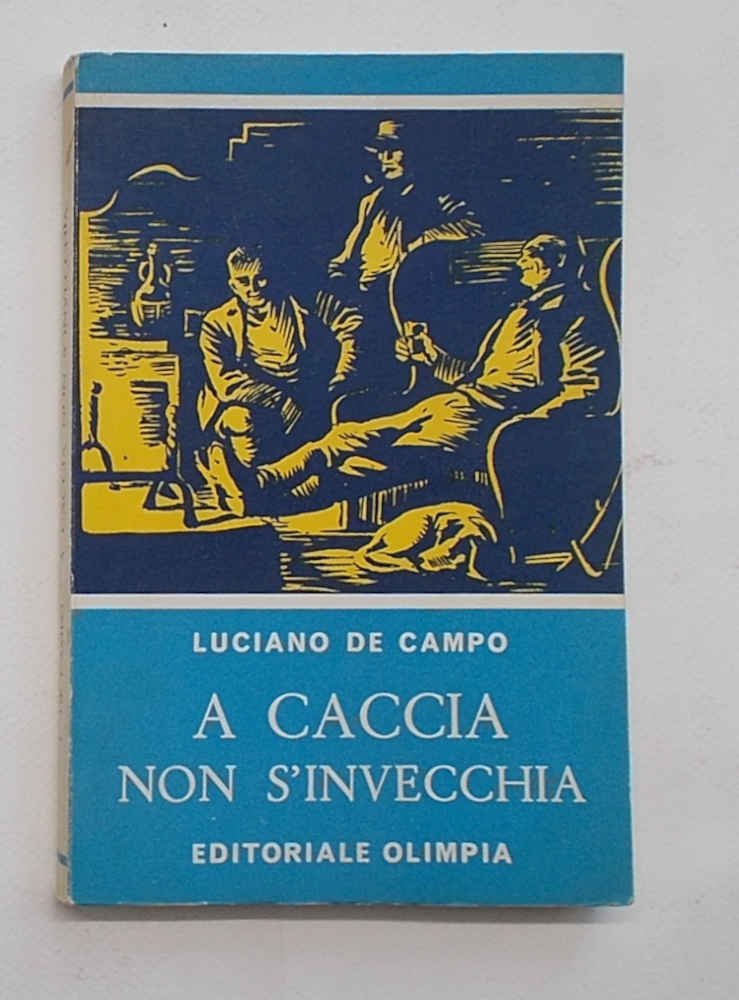 LUCIANO DE CAMPO
A CACCIA
NON S'INVECCHIA
EDITORIALE OLIMPIA